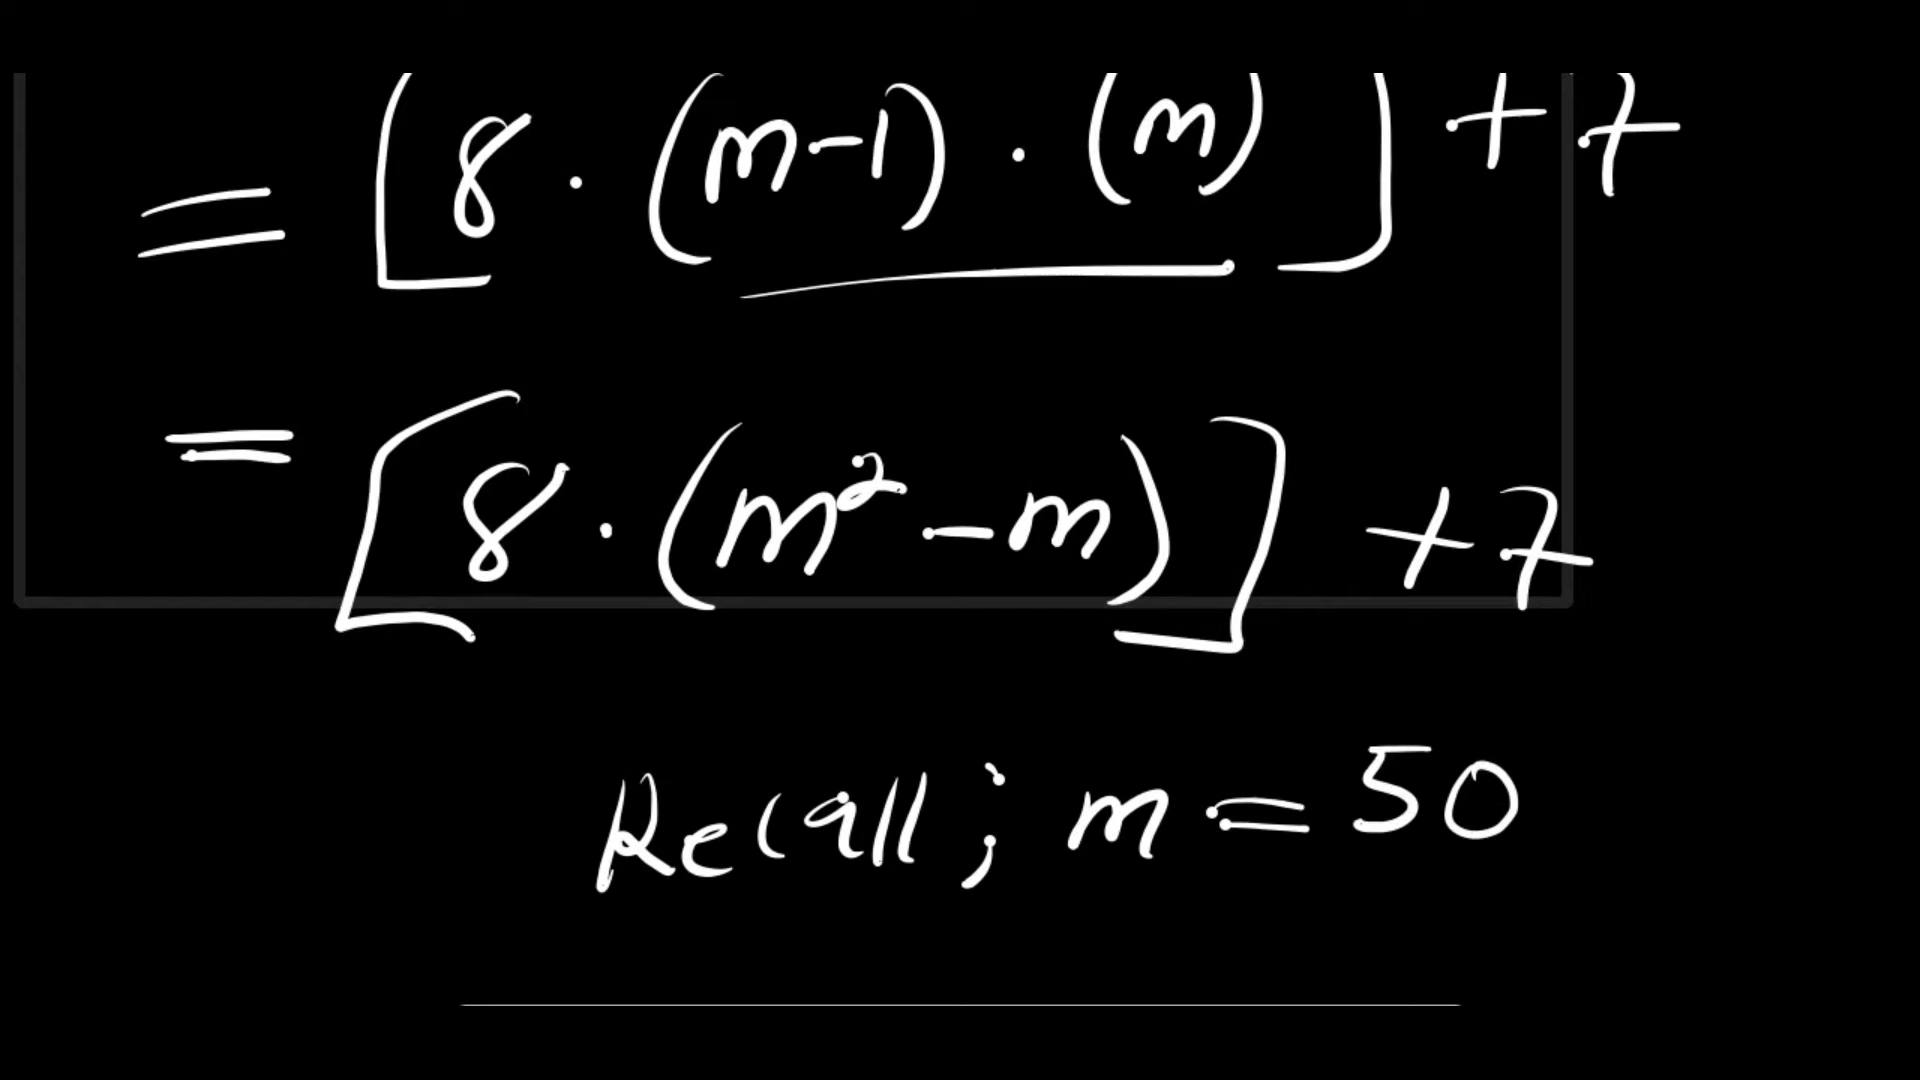 = [8 · (m-1) · (m)] + 7
= [8 · (m² - m)] + 7
Recall; m = 50